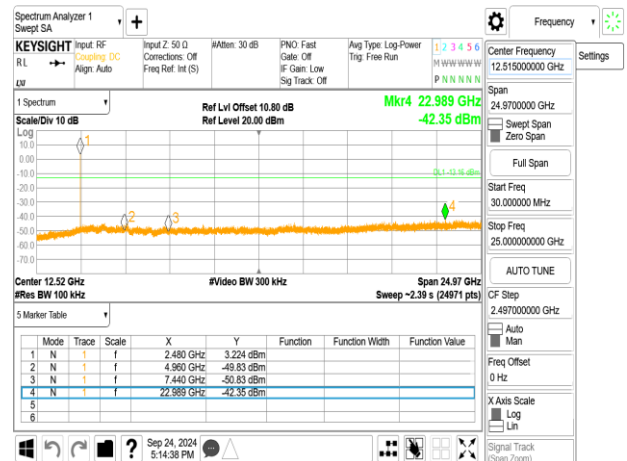 Spectrum Analyzer 1
Swept SA
KEYSIGHT
RL
Input: RF
Coupling: DC
Align: Auto
Input Z: 50 Ω
Corrections: Off
Freq Ref: Int (S)
#Atten: 30 dB
PNO: Fast
Gate: Off
IF Gain: Low
Sig Track: Off
Avg Type: Log-Power
Trig: Free Run
1 2 3 4 5 6
M W W W W W
P N N N N N
LXI
1 Spectrum
Scale/Div 10 dB
Ref Lvl Offset 10.80 dB
Ref Level 20.00 dBm
Mkr4 22.989 GHz
-42.35 dBm
Log
10.0
0.00
-10.0
-20.0
-30.0
-40.0
-50.0
-60.0
-70.0
1
2
3
4
DL1 -13.16 dBm
Center 12.52 GHz
#Video BW 300 kHz
Span 24.97 GHz
#Res BW 100 kHz
Sweep ~2.39 s (24971 pts)
5 Marker Table
Mode Trace Scale X Y Function Function Width Function Value
1 N 1 f 2.480 GHz 3.224 dBm
2 N 1 f 4.960 GHz -49.83 dBm
3 N 1 f 7.440 GHz -50.83 dBm
4 N 1 f 22.989 GHz -42.35 dBm
5
6
Sep 24, 2024
5:14:38 PM
Frequency
Settings
Center Frequency
12.515000000 GHz
Span
24.9700000 GHz
Swept Span
Zero Span
Full Span
Start Freq
30.000000 MHz
Stop Freq
25.000000000 GHz
AUTO TUNE
CF Step
2.497000000 GHz
Auto
Man
Freq Offset
0 Hz
X Axis Scale
Log
Lin
Signal Track
(Span Zoom)